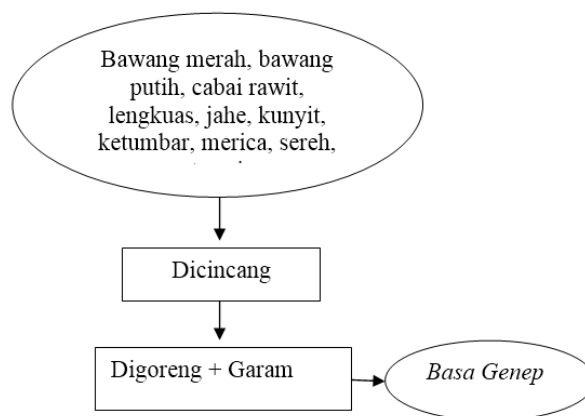 Bawang merah, bawang
putih, cabai rawit,
lengkuas, jahe, kunyit,
ketumbar, merica, sereh,
Dicincang
Digoreng + Garam
Basa Genep